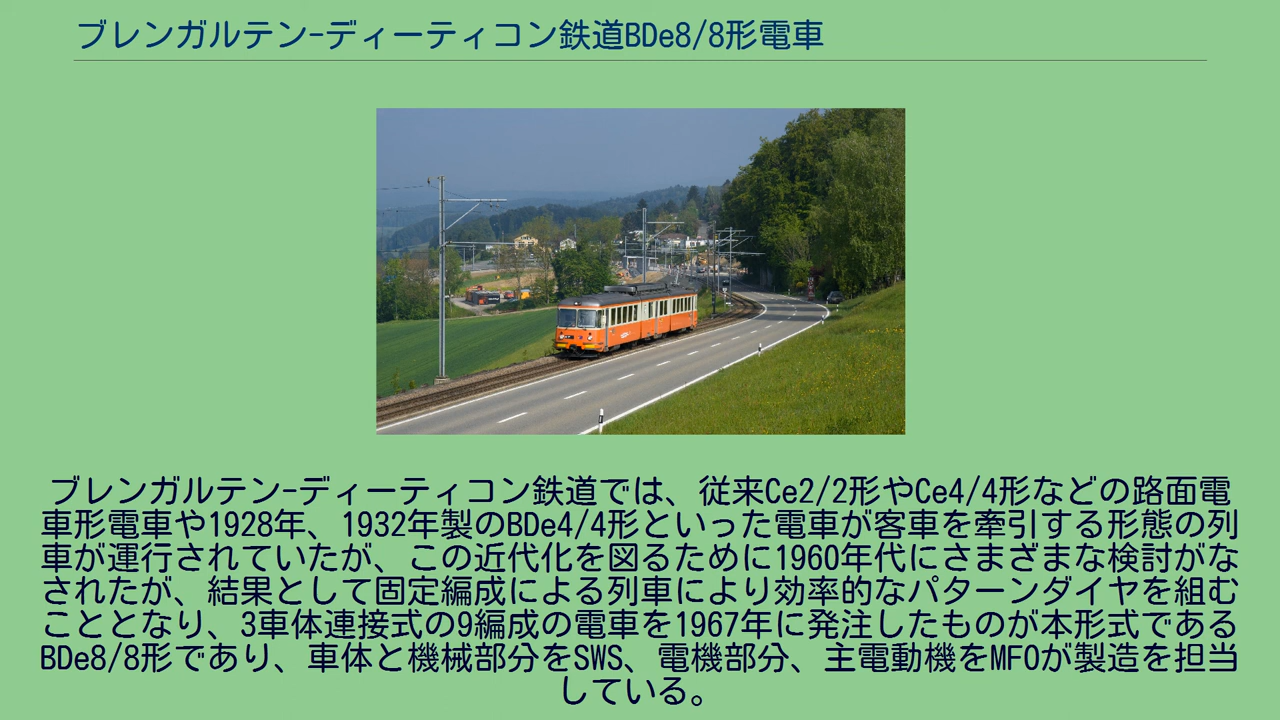 ブレンガルテン-ディーティコン鉄道BDe8/8形電車
ブレンガルテン-ディーティコン鉄道では、従来Ce2/2形やCe4/4形などの路面電
車形電車や1928年、1932年製のBDe4/4形といった電車が客車を牽引する形態の列
車が運行されていたが、この近代化を図るために1960年代にさまざまな検討がな
されたが、結果として固定編成による列車により効率的なパターンダイヤを組む
こととなり、3車体連接式の9編成の電車を1967年に発注したものが本形式である
BDe8/8形であり、車体と機械部分をSWS、電機部分、主電動機をMFOが製造を担当
している。